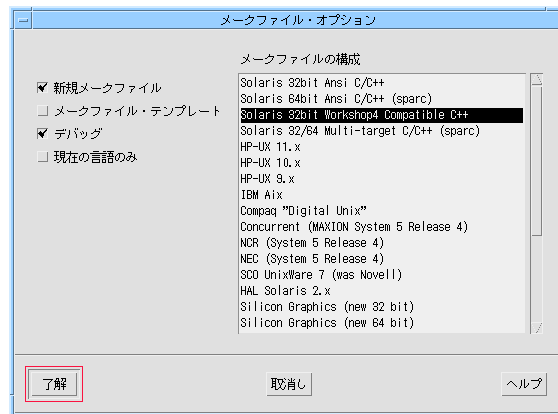 メークファイル・オプション
メークファイルの構成
新規メークファイル
メークファイル・テンプレート
デバッグ
現在の言語のみ
Solaris 32bit Ansi C/C++
Solaris 64bit Ansi C/C++ (sparc)
Solaris 32bit Workshop4 Compatible C++
Solaris 32/64 Multi-target C/C++ (sparc)
HP-UX 11.x
HP-UX 10.x
HP-UX 9.x
IBM Aix
Compaq ”Digital Unix”
Concurrent (MAXION System 5 Release 4)
NCR (System 5 Release 4)
NEC (System 5 Release 4)
SCO UnixWare 7 (was Novell)
HAL Solaris 2.x
Silicon Graphics (new 32 bit)
Silicon Graphics (new 64 bit)
了解
取消し
ヘルプ